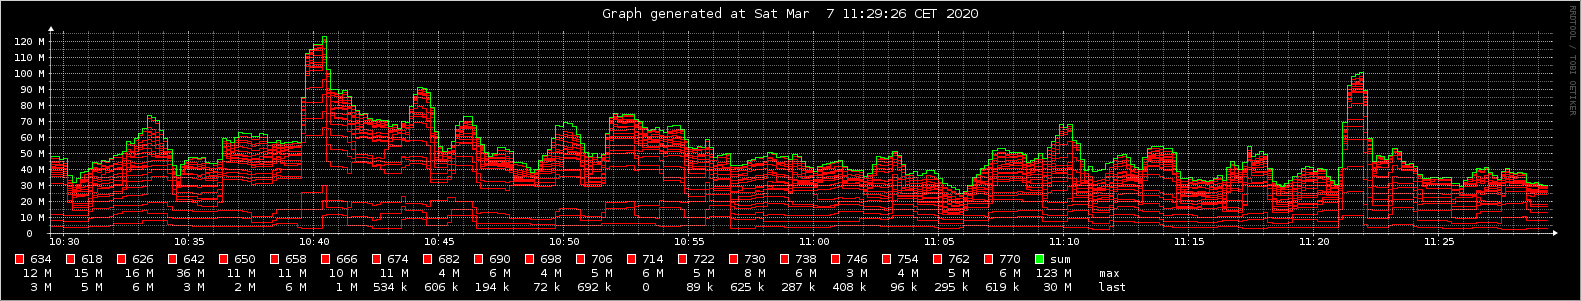 Graph generated at Sat Mar  7 11:29:26 CET 2020
RRDTOOL / TOBI OETIKER
120 M
110 M
100 M
90 M
80 M
70 M
60 M
50 M
40 M
30 M
20 M
10 M
0
10:30 10:35 10:40 10:45 10:50 10:55 11:00 11:05 11:10 11:15 11:20 11:25
634 618 626 642 650 658 666 674 682 690 698 706 714 722 730 738 746 754 762 770 sum
12 M 15 M 16 M 36 M 11 M 11 M 10 M 11 M 4 M 6 M 4 M 5 M 6 M 5 M 8 M 6 M 3 M 4 M 5 M 6 M 123 M max
3 M 5 M 6 M 3 M 2 M 6 M 1 M 534 k 606 k 194 k 72 k 692 k 0 89 k 625 k 287 k 408 k 96 k 295 k 619 k 30 M last